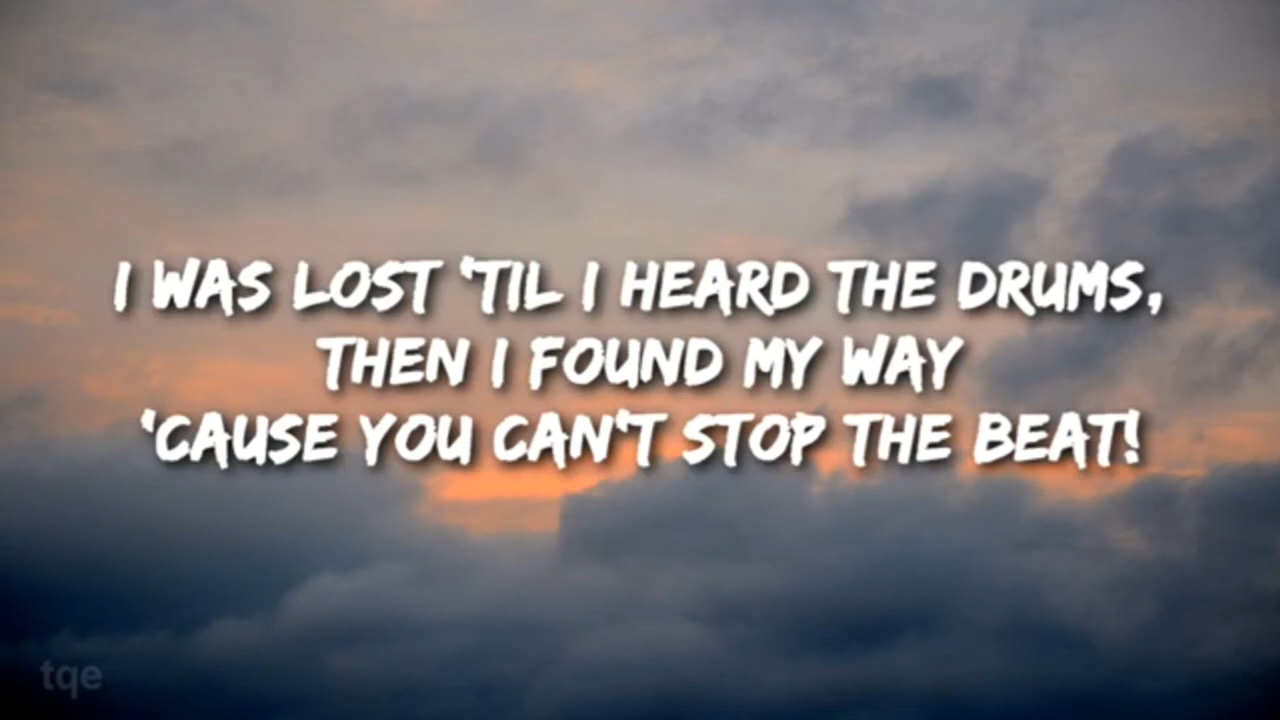 I WAS LOST 'TIL I HEARD THE DRUMS,
THEN I FOUND MY WAY
'CAUSE YOU CAN'T STOP THE BEAT!
tqe